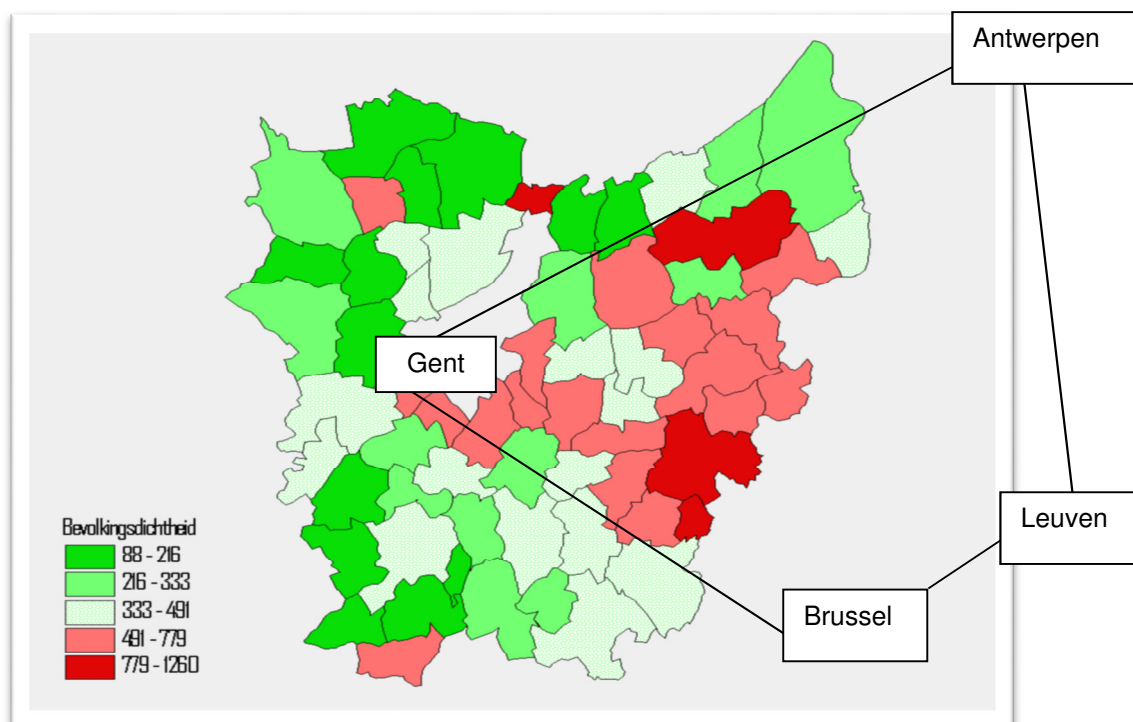 Antwerpen
Gent
Leuven
Brussel
Bevolkingsdichtheid
88 - 216
216 - 333
333 - 491
491 - 779
779 - 1260